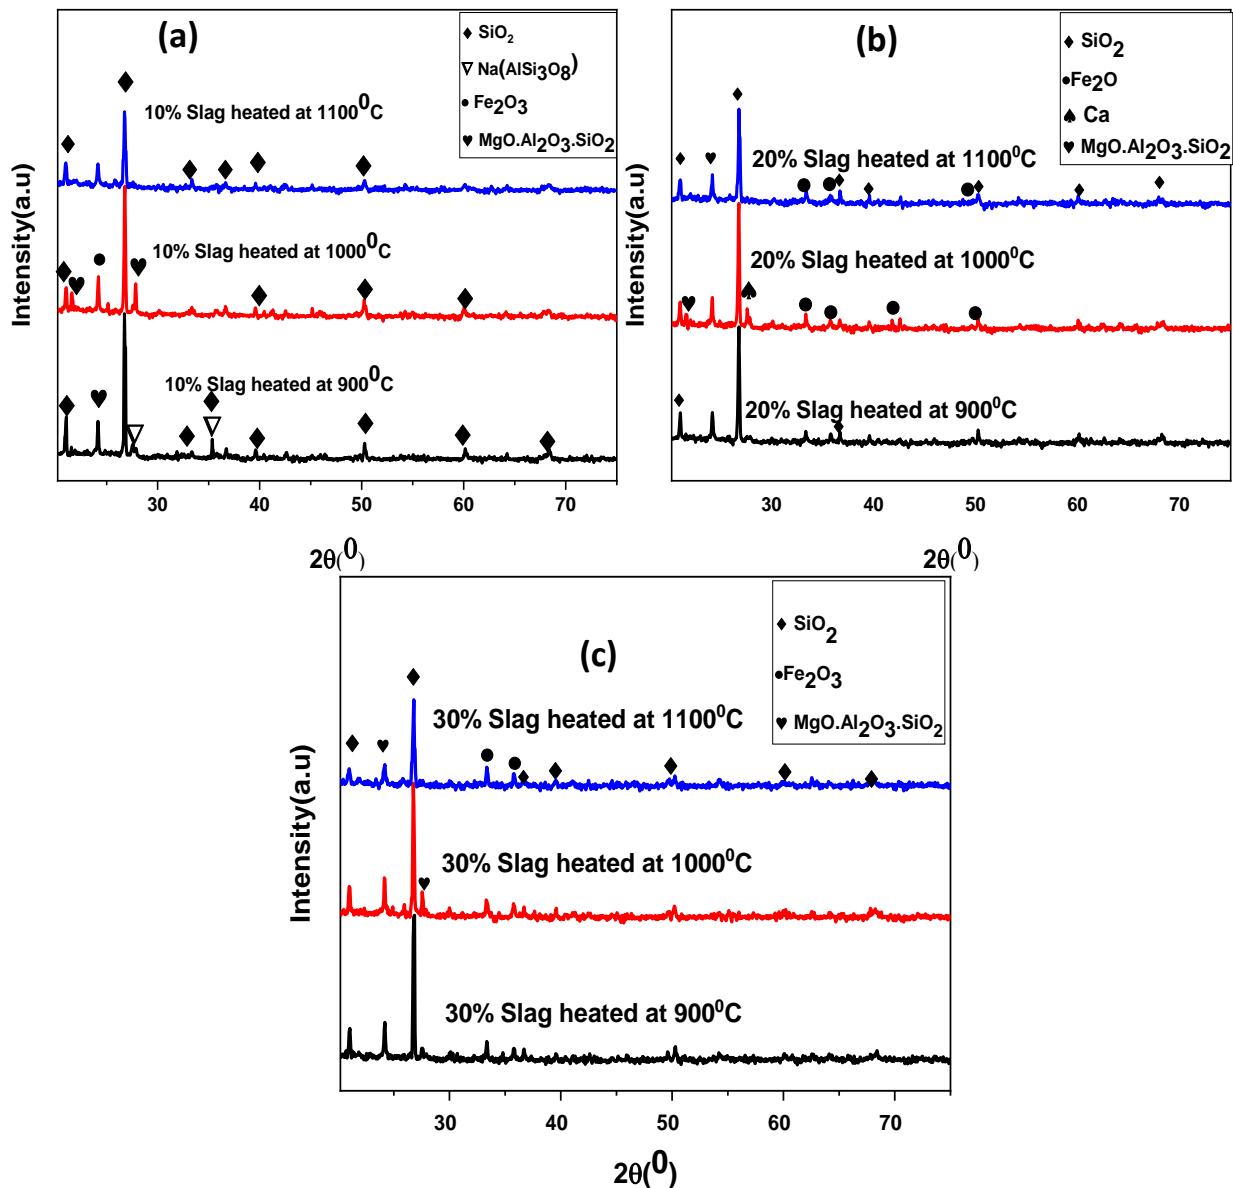 (a)
♦ SiO₂
▽ Na(AlSi₃O₈)
● Fe₂O₃
♥ MgO.Al₂O₃.SiO₂
10% Slag heated at 1100⁰C
10% Slag heated at 1000⁰C
10% Slag heated at 900⁰C
Intensity(a.u)
30 40 50 60 70
2θ(⁰)
(b)
♦ SiO₂
● Fe₂O
♠ Ca
♥ MgO.Al₂O₃.SiO₂
20% Slag heated at 1100⁰C
20% Slag heated at 1000⁰C
20% Slag heated at 900⁰C
Intensity(a.u)
30 40 50 60 70
2θ(⁰)
(c)
♦ SiO₂
● Fe₂O₃
♥ MgO.Al₂O₃.SiO₂
30% Slag heated at 1100⁰C
30% Slag heated at 1000⁰C
30% Slag heated at 900⁰C
Intensity(a.u)
30 40 50 60 70
2θ(⁰)